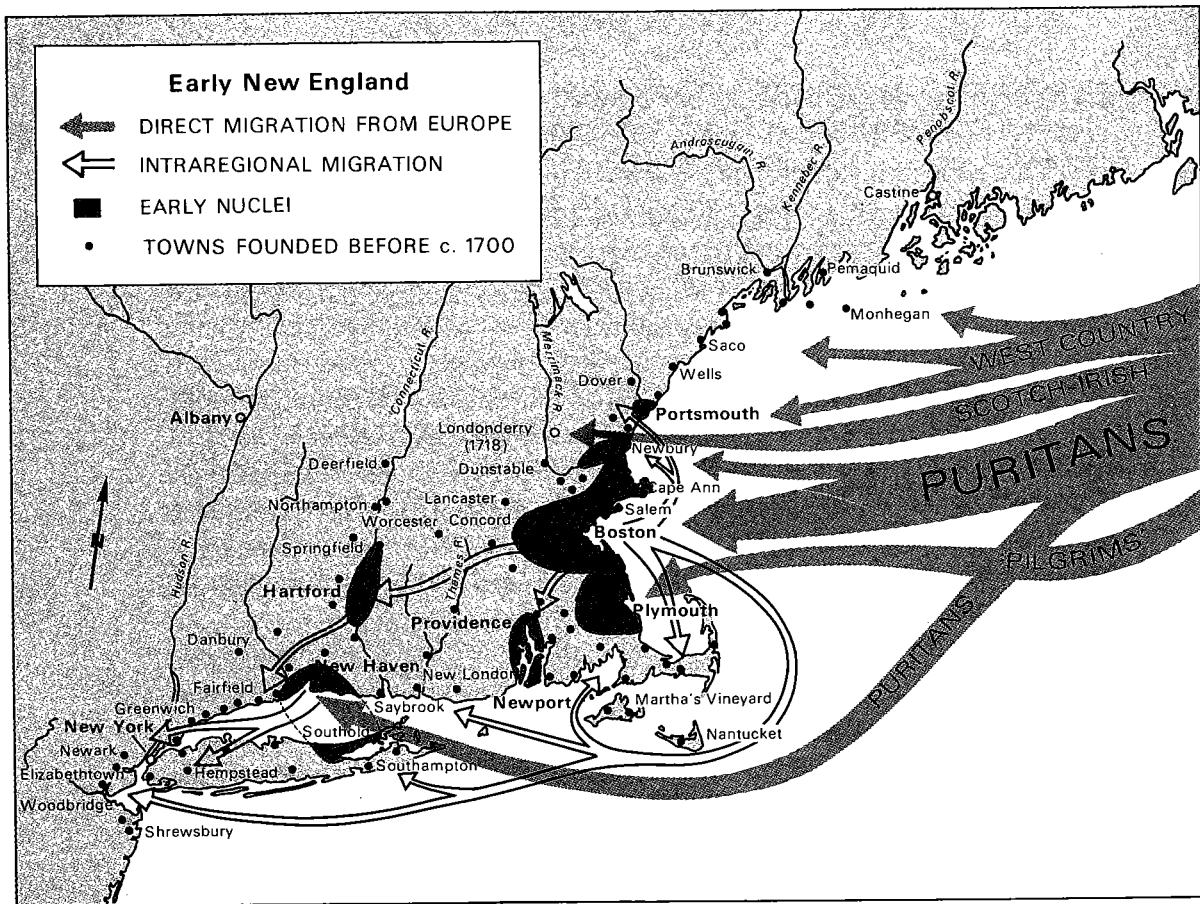 Early New England
DIRECT MIGRATION FROM EUROPE
INTRAREGIONAL MIGRATION
EARLY NUCLEI
TOWNS FOUNDED BEFORE c. 1700
Penobscot R.
Androscoggin R.
Kennebec R.
Castine
Brunswick
Pemaquid
Monhegan
WEST COUNTRY
Saco
Connecticut R.
Merrimack R.
Wells
SCOTCH IRISH
Dover
Albany
Portsmouth
Londonderry
(1718)
Newbury
PURITANS
Deerfield
Dunstable
Cape Ann
Northampton
Lancaster
Salem
Worcester
Concord
Boston
N
Springfield
Hudson R.
Thames R.
PILGRIMS
Hartford
Providence
Plymouth
Danbury
PURITANS
New Haven
New London
Fairfield
Saybrook
Newport
Martha's Vineyard
Greenwich
New York
Southold
Nantucket
Newark
Elizabethtown
Hempstead
Southampton
Woodbridge
Shrewsbury